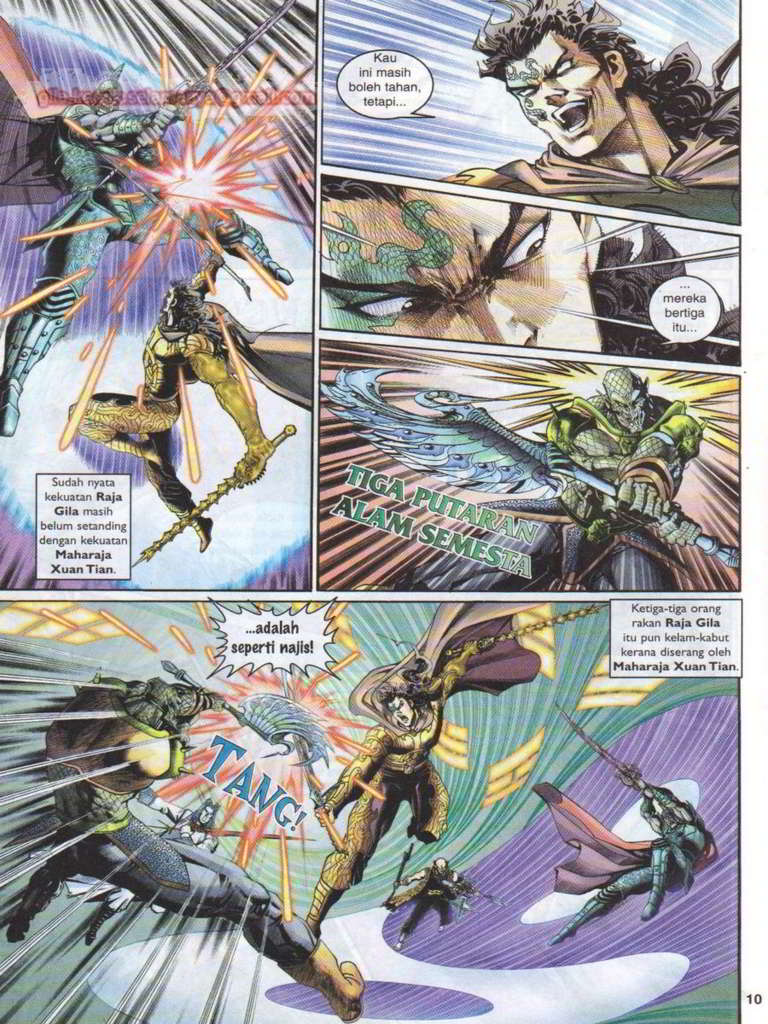 Sudah nyata
kekuatan Raja
Gila masih
belum setanding
dengan kekuatan
Maharaja
Xuan Tian.
Kau
ini masih
boleh tahan,
tetapi...
...
mereka
bertiga
itu...
TIGA PUTARAN
ALAM SEMESTA
...adalah
seperti najis!
TANG!
Ketiga-tiga orang
rakan Raja Gila
itu pun kelam-kabut
kerana diserang oleh
Maharaja Xuan Tian.
10